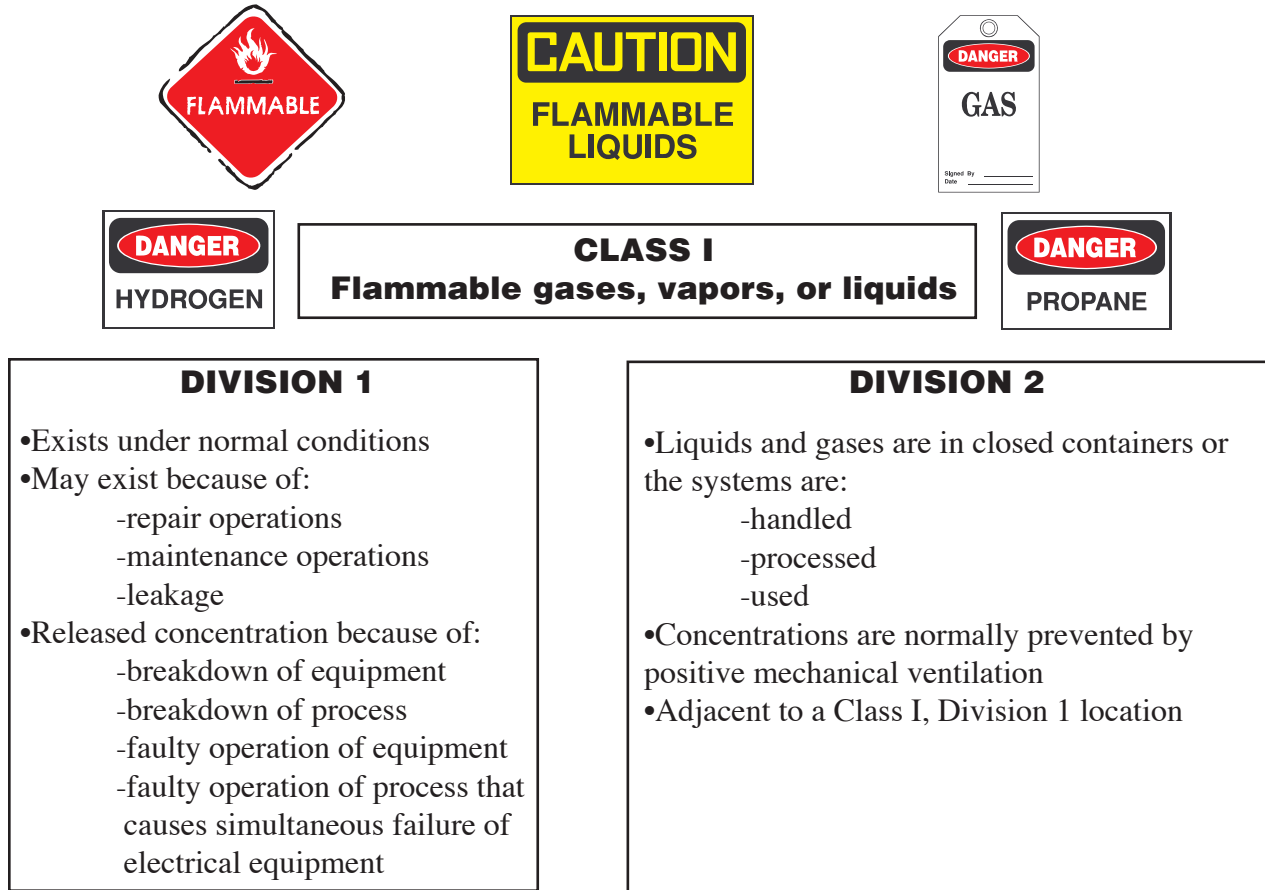 FLAMMABLE
CAUTION
FLAMMABLE
LIQUIDS
DANGER
GAS
Signed By
Date
DANGER
HYDROGEN
CLASS I
Flammable gases, vapors, or liquids
DANGER
PROPANE
DIVISION 1
•Exists under normal conditions
•May exist because of:
-repair operations
-maintenance operations
-leakage
•Released concentration because of:
-breakdown of equipment
-breakdown of process
-faulty operation of equipment
-faulty operation of process that
causes simultaneous failure of
electrical equipment
DIVISION 2
•Liquids and gases are in closed containers or
the systems are:
-handled
-processed
-used
•Concentrations are normally prevented by
positive mechanical ventilation
•Adjacent to a Class I, Division 1 location